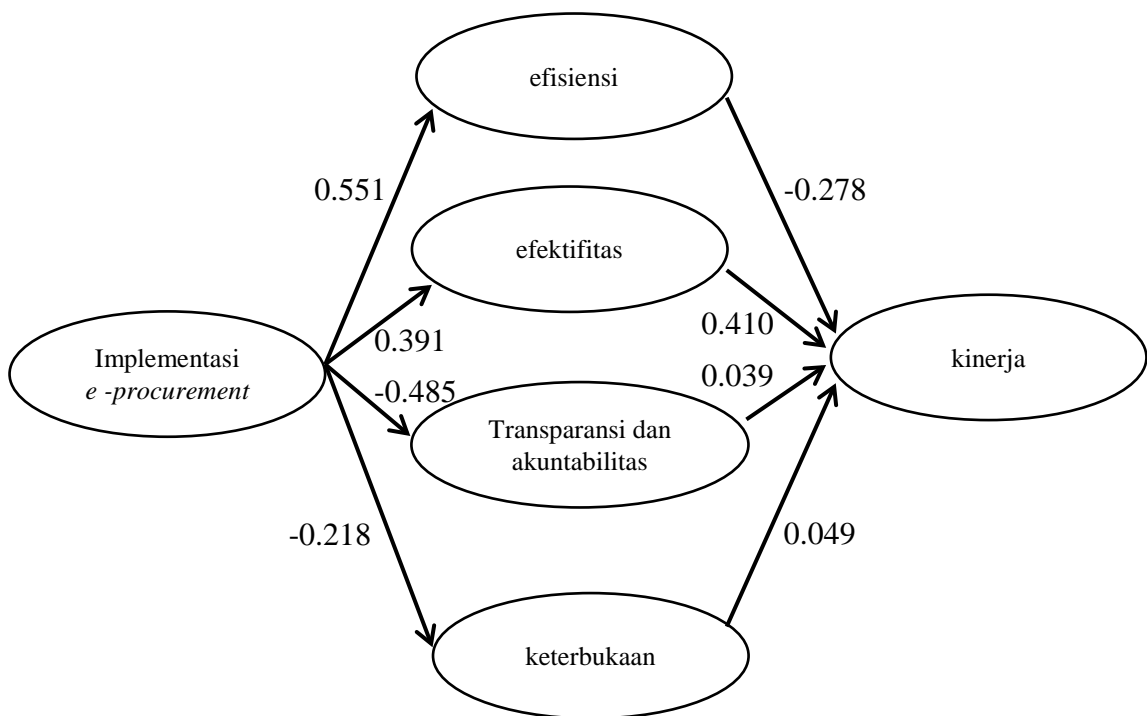 efisiensi
0.551
-0.278
efektifitas
0.391
0.410
Implementasi
e -procurement
kinerja
-0.485
0.039
Transparansi dan
akuntabilitas
-0.218
0.049
keterbukaan